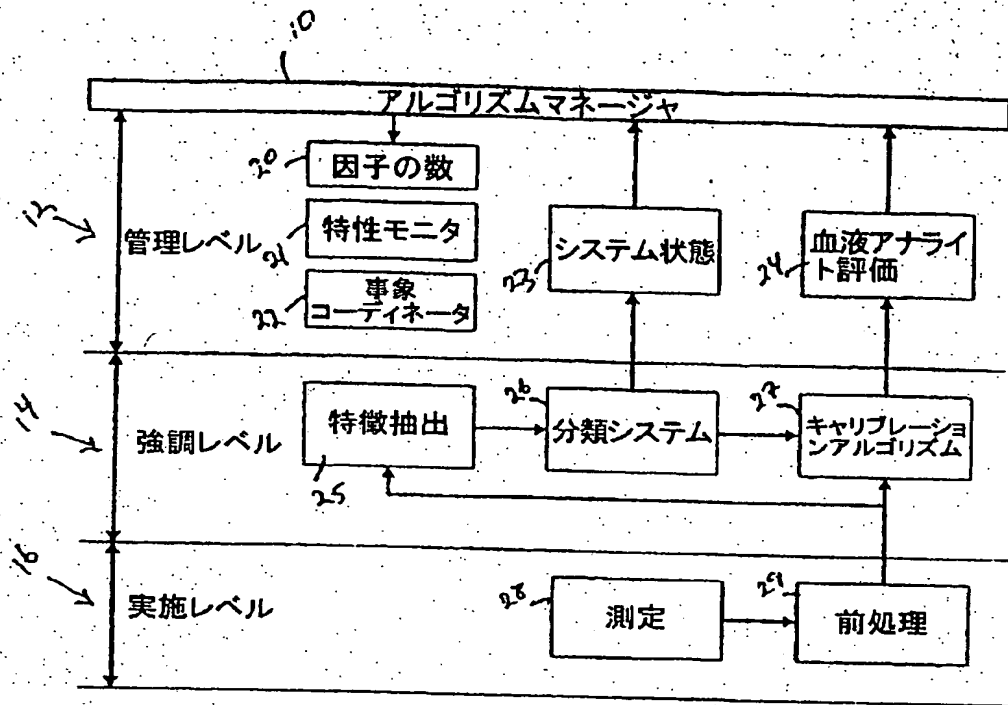 10
アルゴリズムマネージャ
20
因子の数
12
管理レベル
21
特性モニタ
22
事象
コーディネータ
23
システム状態
24
血液アナライ
ト評価
14
強調レベル
特徴抽出
25
26
分類システム
27
キャリブレーショ
ンアルゴリズム
16
実施レベル
28
測定
29
前処理